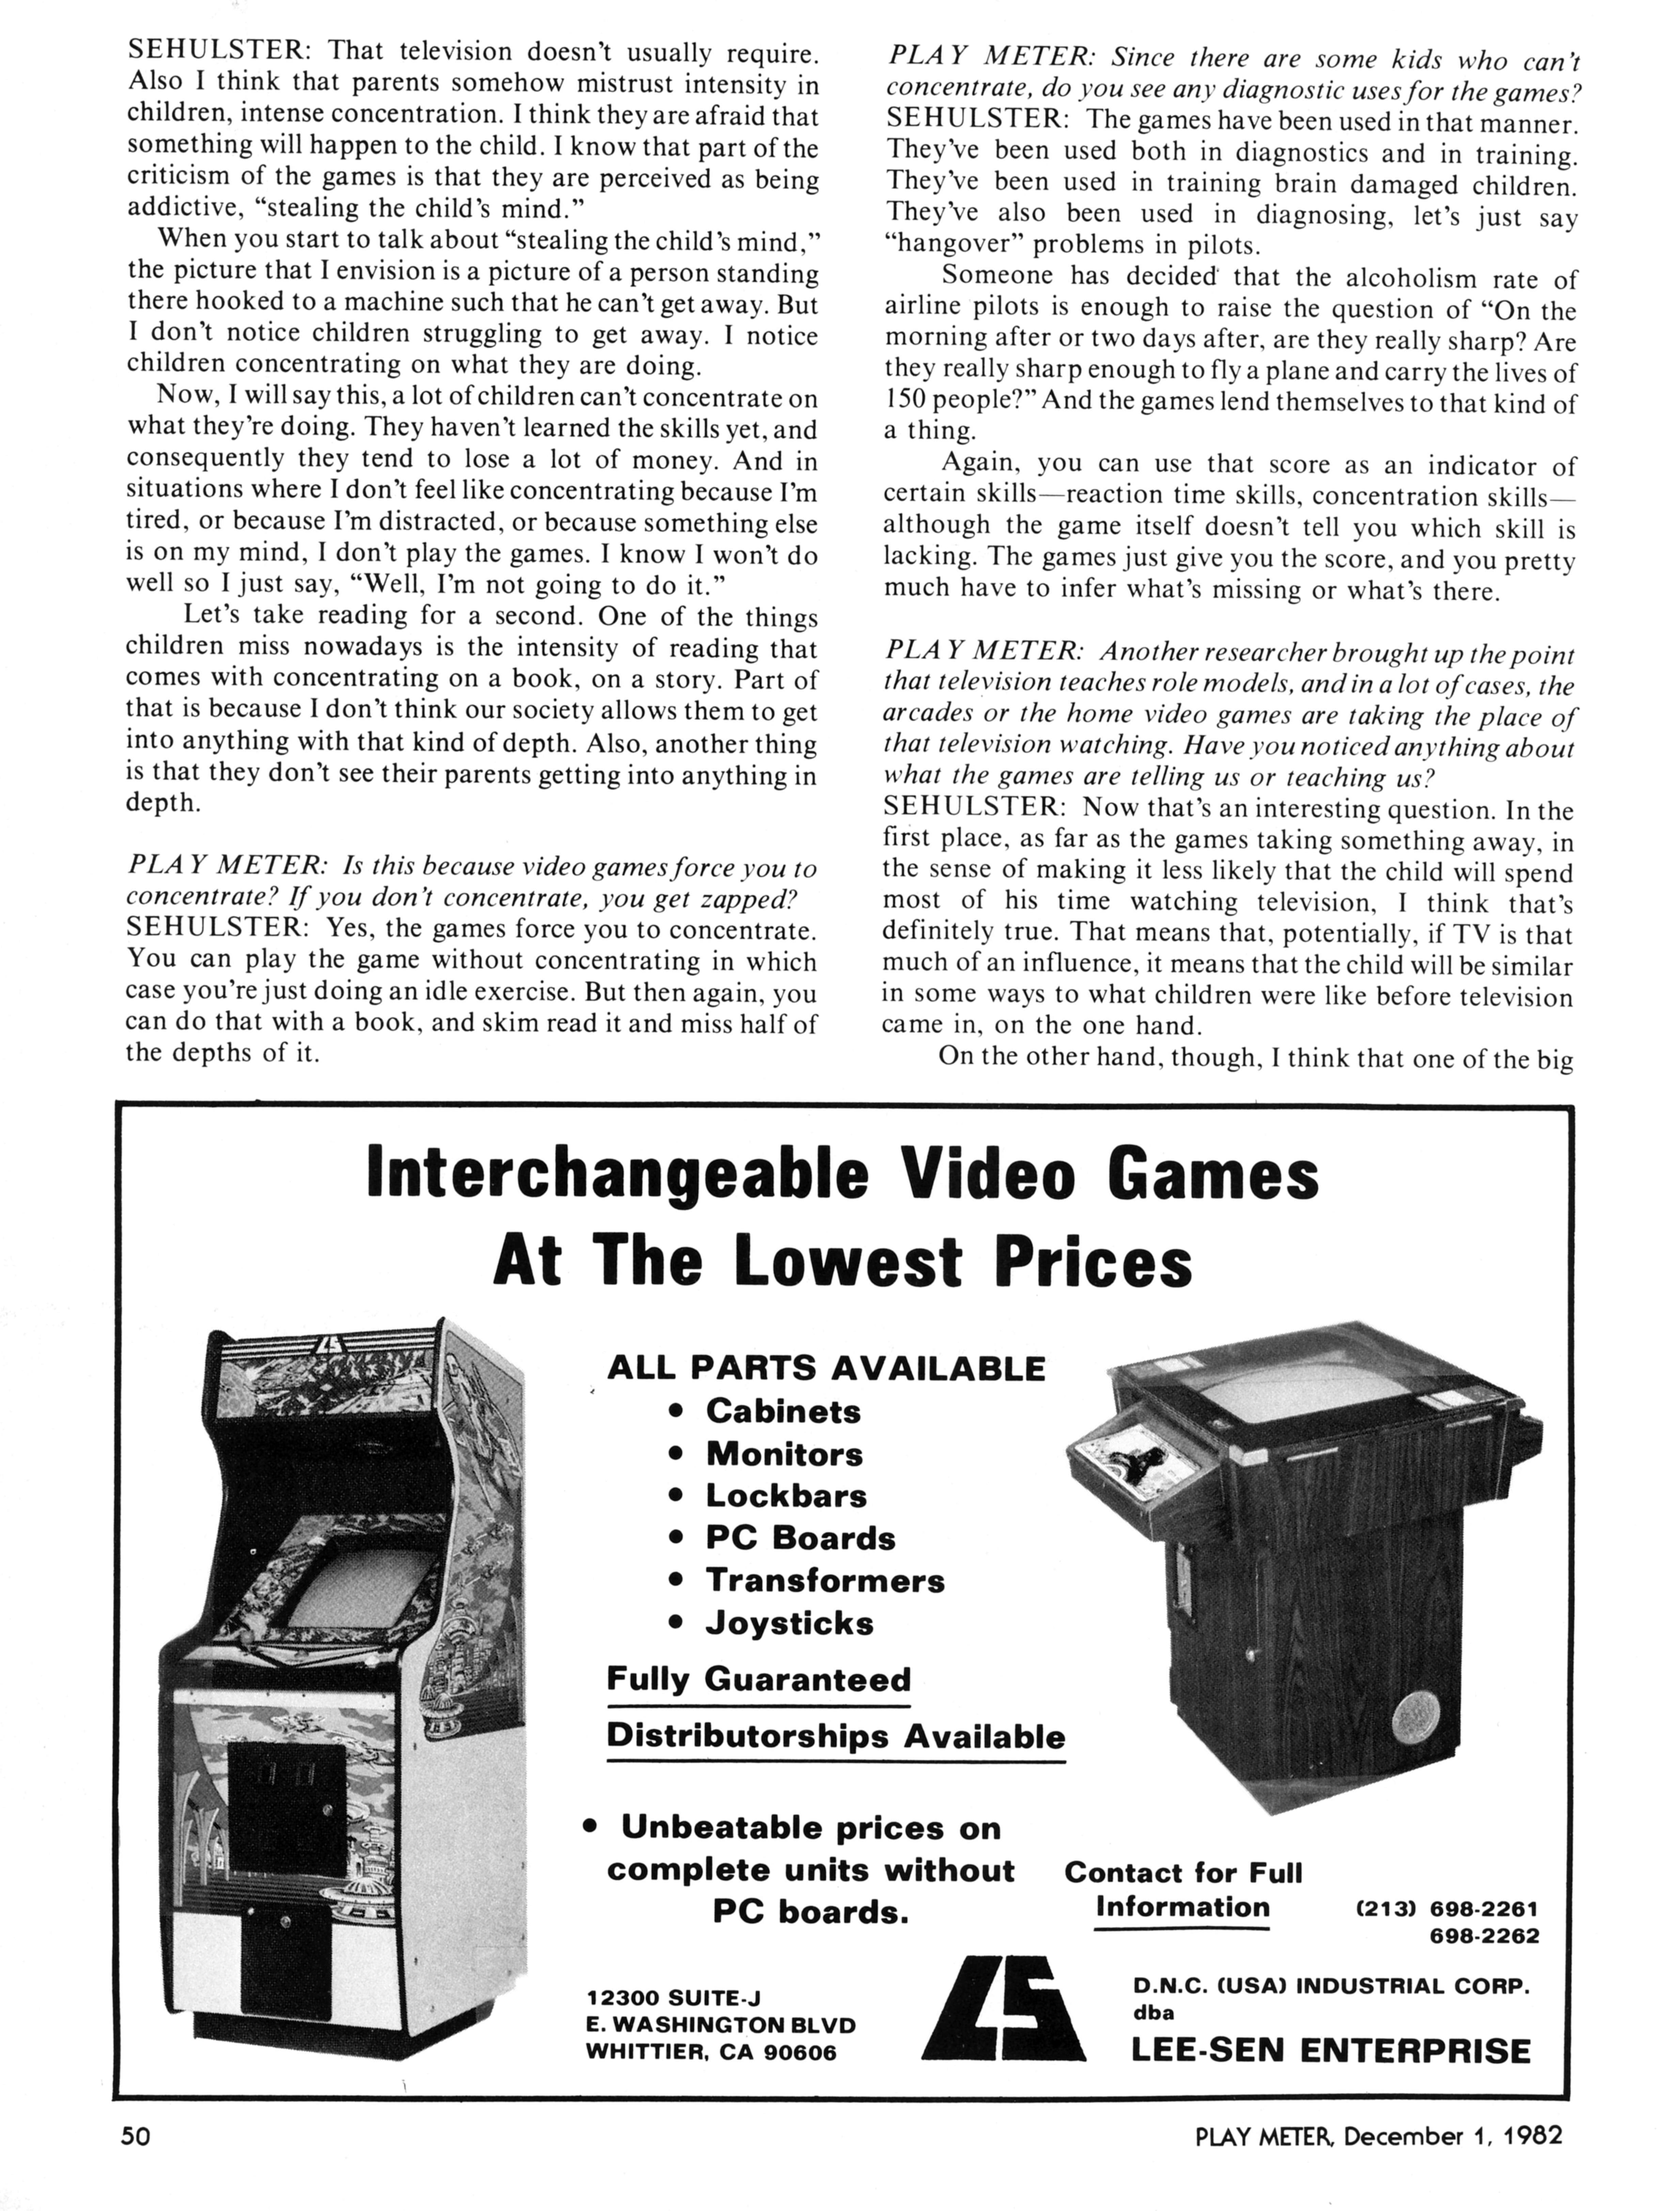 SEHULSTER: That television doesn't usually require.
Also I think that parents somehow mistrust intensity in
children, intense concentration. I think they are afraid that
something will happen to the child. I know that part of the
criticism of the games is that they are perceived as being
addictive, “stealing the child's mind.”
When you start to talk about “stealing the child's mind,”
the picture that I envision is a picture of a person standing
there hooked to a machine such that he can't get away. But
I don't notice children struggling to get away. I notice
children concentrating on what they are doing.
Now, I will say this, a lot of children can't concentrate on
what they're doing. They haven't learned the skills yet, and
consequently they tend to lose a lot of money. And in
situations where I don't feel like concentrating because I'm
tired, or because I'm distracted, or because something else
is on my mind, I don't play the games. I know I won't do
well so I just say, “Well, I'm not going to do it.”
Let's take reading for a second. One of the things
children miss nowadays is the intensity of reading that
comes with concentrating on a book, on a story. Part of
that is because I don't think our society allows them to get
into anything with that kind of depth. Also, another thing
is that they don't see their parents getting into anything in
depth.
PLAY METER: Is this because video games force you to
concentrate? If you don't concentrate, you get zapped?
SEHULSTER: Yes, the games force you to concentrate.
You can play the game without concentrating in which
case you're just doing an idle exercise. But then again, you
can do that with a book, and skim read it and miss half of
the depths of it.
PLAY METER: Since there are some kids who can't
concentrate, do you see any diagnostic uses for the games?
SEHULSTER: The games have been used in that manner.
They've been used both in diagnostics and in training.
They've been used in training brain damaged children.
They've also been used in diagnosing, let's just say
“hangover” problems in pilots.
Someone has decided that the alcoholism rate of
airline pilots is enough to raise the question of “On the
morning after or two days after, are they really sharp? Are
they really sharp enough to fly a plane and carry the lives of
150 people?” And the games lend themselves to that kind of
a thing.
Again, you can use that score as an indicator of
certain skills—reaction time skills, concentration skills—
although the game itself doesn't tell you which skill is
lacking. The games just give you the score, and you pretty
much have to infer what's missing or what's there.
PLAY METER: Another researcher brought up the point
that television teaches role models, and in a lot of cases, the
arcades or the home video games are taking the place of
that television watching. Have you noticed anything about
what the games are telling us or teaching us?
SEHULSTER: Now that's an interesting question. In the
first place, as far as the games taking something away, in
the sense of making it less likely that the child will spend
most of his time watching television, I think that's
definitely true. That means that, potentially, if TV is that
much of an influence, it means that the child will be similar
in some ways to what children were like before television
came in, on the one hand.
On the other hand, though, I think that one of the big
Interchangeable Video Games
At The Lowest Prices
LS
ALL PARTS AVAILABLE
• Cabinets
• Monitors
• Lockbars
• PC Boards
• Transformers
• Joysticks
Fully Guaranteed
Distributorships Available
• Unbeatable prices on
complete units without
PC boards.
Contact for Full
Information
(213) 698-2261
698-2262
12300 SUITE-J
E. WASHINGTON BLVD
WHITTIER, CA 90606
LS
D.N.C. (USA) INDUSTRIAL CORP.
dba
LEE-SEN ENTERPRISE
50
PLAY METER, December 1, 1982